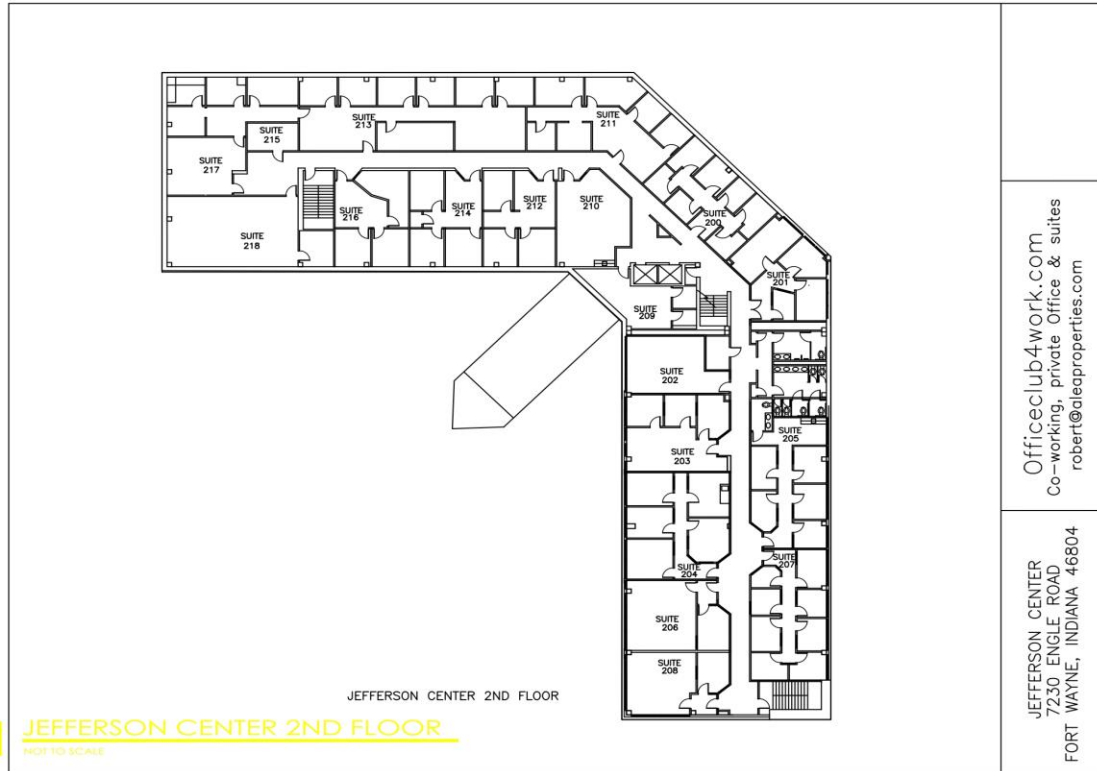 SUITE
213
SUITE
211
SUITE
215
SUITE
217
SUITE
216
SUITE
214
SUITE
212
SUITE
210
SUITE
200
SUITE
218
SUITE
201
SUITE
209
SUITE
202
SUITE
205
SUITE
203
SUITE
207
SUITE
204
SUITE
206
SUITE
208
JEFFERSON CENTER 2ND FLOOR
JEFFERSON CENTER 2ND FLOOR
NOT TO SCALE
Officeclub4work.com
Co-working, private Office & suites
robert@aleaproperties.com
JEFFERSON CENTER
7230 ENGLE ROAD
FORT WAYNE, INDIANA 46804